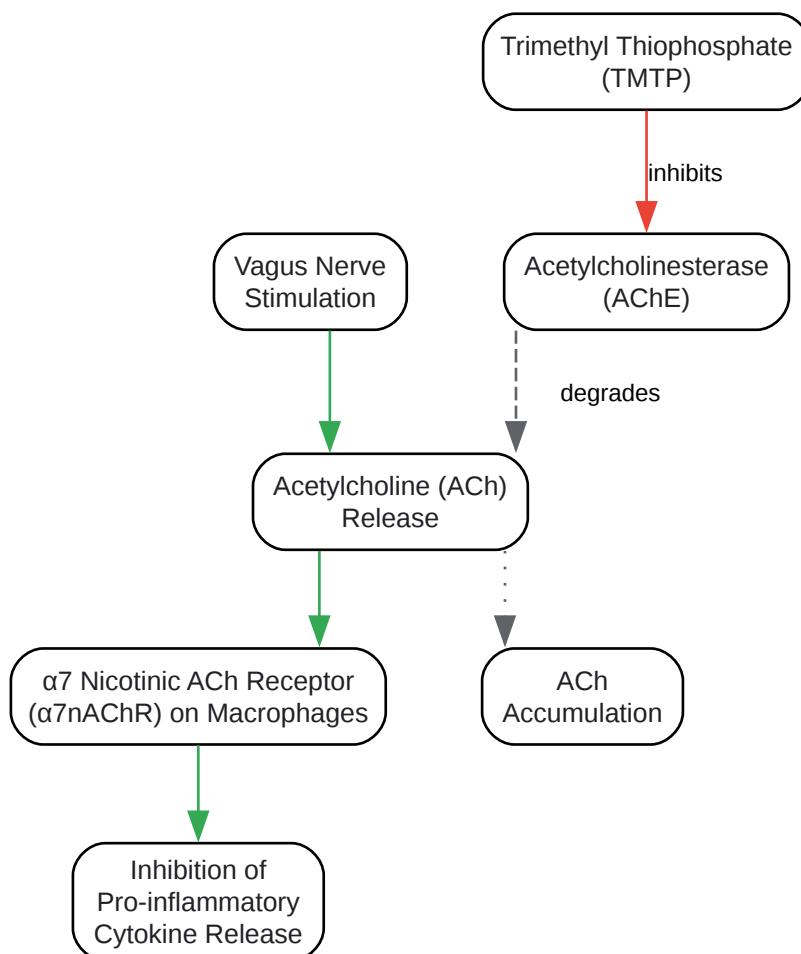 Trimethyl Thiophosphate
(TMTP)
inhibits
Vagus Nerve
Stimulation
Acetylcholinesterase
(AChE)
degrades
Acetylcholine (ACh)
Release
α7 Nicotinic ACh Receptor
(α7nAChR) on Macrophages
ACh
Accumulation
Inhibition of
Pro-inflammatory
Cytokine Release